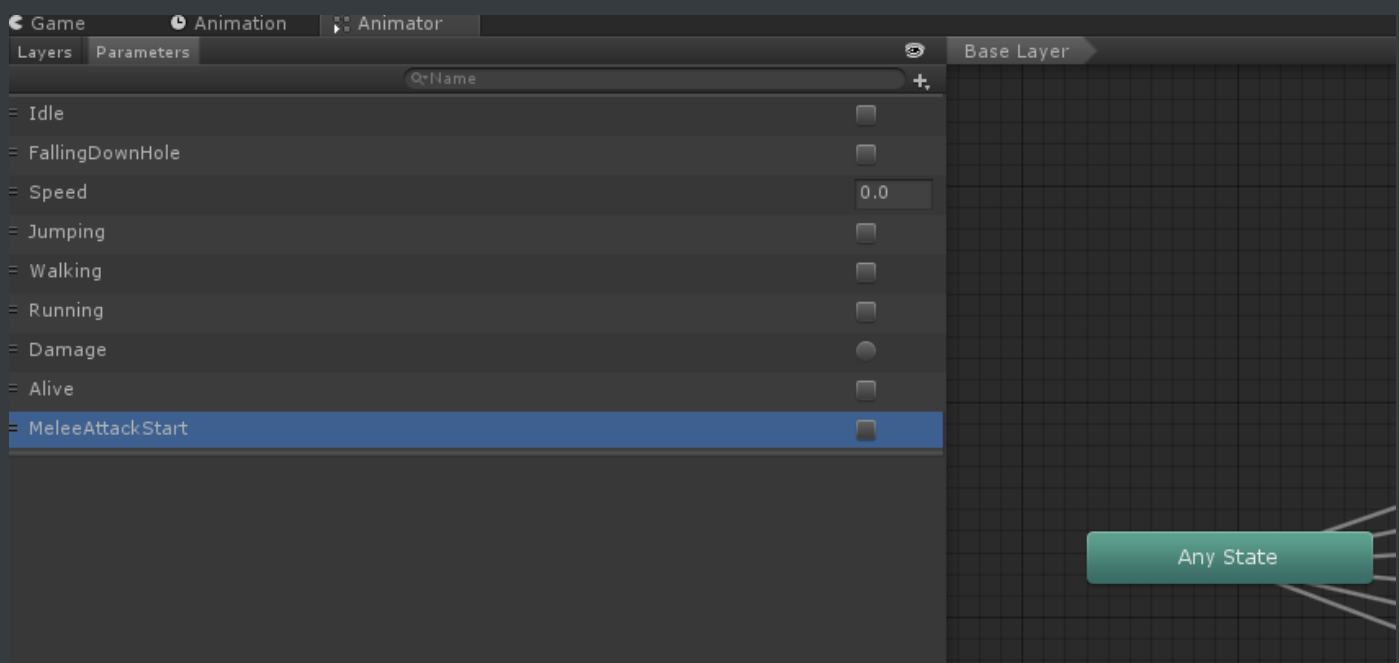 Game Animation Animator
Layers Parameters Base Layer
Name
Idle
FallingDownHole
Speed 0.0
Jumping
Walking
Running
Damage
Alive
MeleeAttackStart
Any State